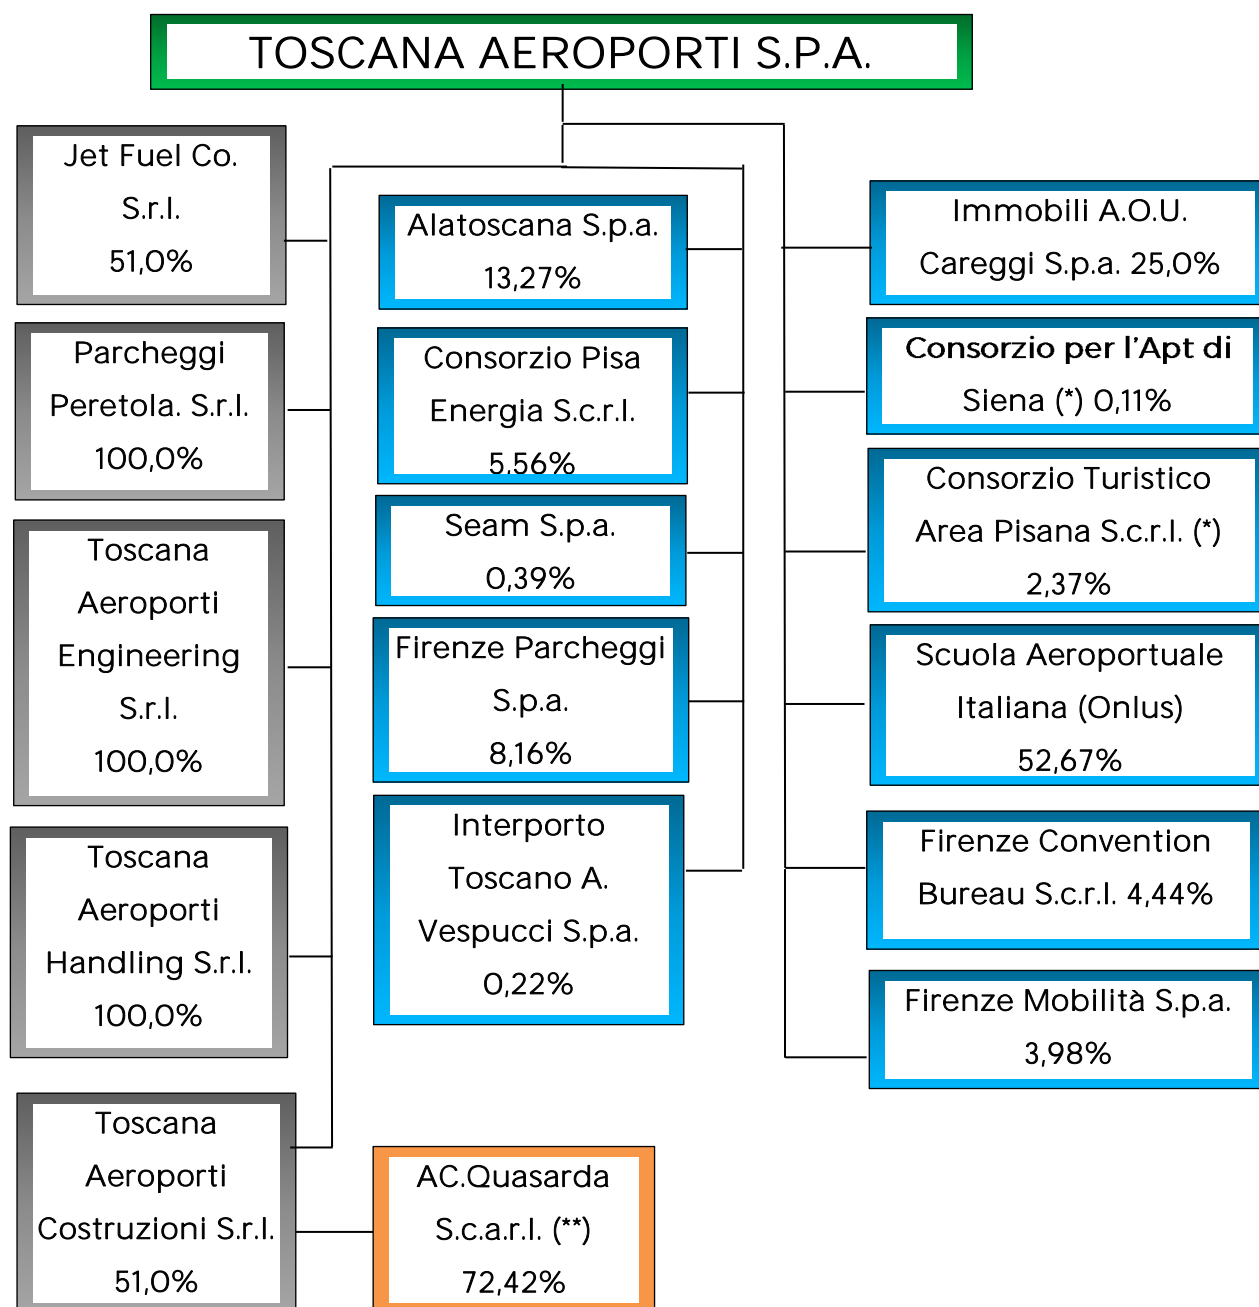 TOSCANA AEROPORTI S.P.A.
Jet Fuel Co.
S.r.l.
51,0%
Parcheggi
Peretola. S.r.l.
100,0%
Toscana
Aeroporti
Engineering
S.r.l.
100,0%
Toscana
Aeroporti
Handling S.r.l.
100,0%
Toscana
Aeroporti
Costruzioni S.r.l.
51,0%
Alatoscana S.p.a.
13,27%
Consorzio Pisa
Energia S.c.r.l.
5,56%
Seam S.p.a.
0,39%
Firenze Parcheggi
S.p.a.
8,16%
Interporto
Toscano A.
Vespucci S.p.a.
0,22%
AC.Quasarda
S.c.a.r.l. (**)
72,42%
Immobili A.O.U.
Careggi S.p.a. 25,0%
Consorzio per l'Apt di
Siena (*) 0,11%
Consorzio Turistico
Area Pisana S.c.r.l. (*)
2,37%
Scuola Aeroportuale
Italiana (Onlus)
52,67%
Firenze Convention
Bureau S.c.r.l. 4,44%
Firenze Mobilità S.p.a.
3,98%